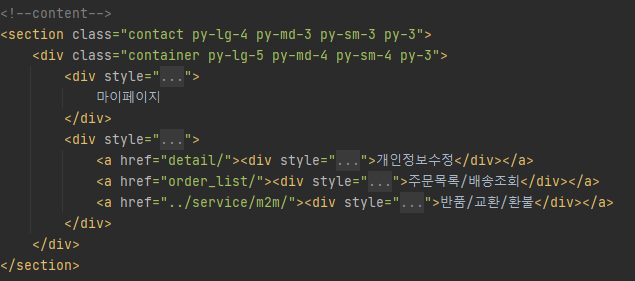 <!--content-->
<section class="contact py-lg-4 py-md-3 py-sm-3 py-3">
<div class="container py-lg-5 py-md-4 py-sm-4 py-3">
<div style="...">
마이페이지
</div>
<div style="...">
<a href="detail/"><div style="...">개인정보수정</div></a>
<a href="order_list/"><div style="...">주문목록/배송조회</div></a>
<a href="../service/m2m/"><div style="...">반품/교환/환불</div></a>
</div>
</div>
</section>